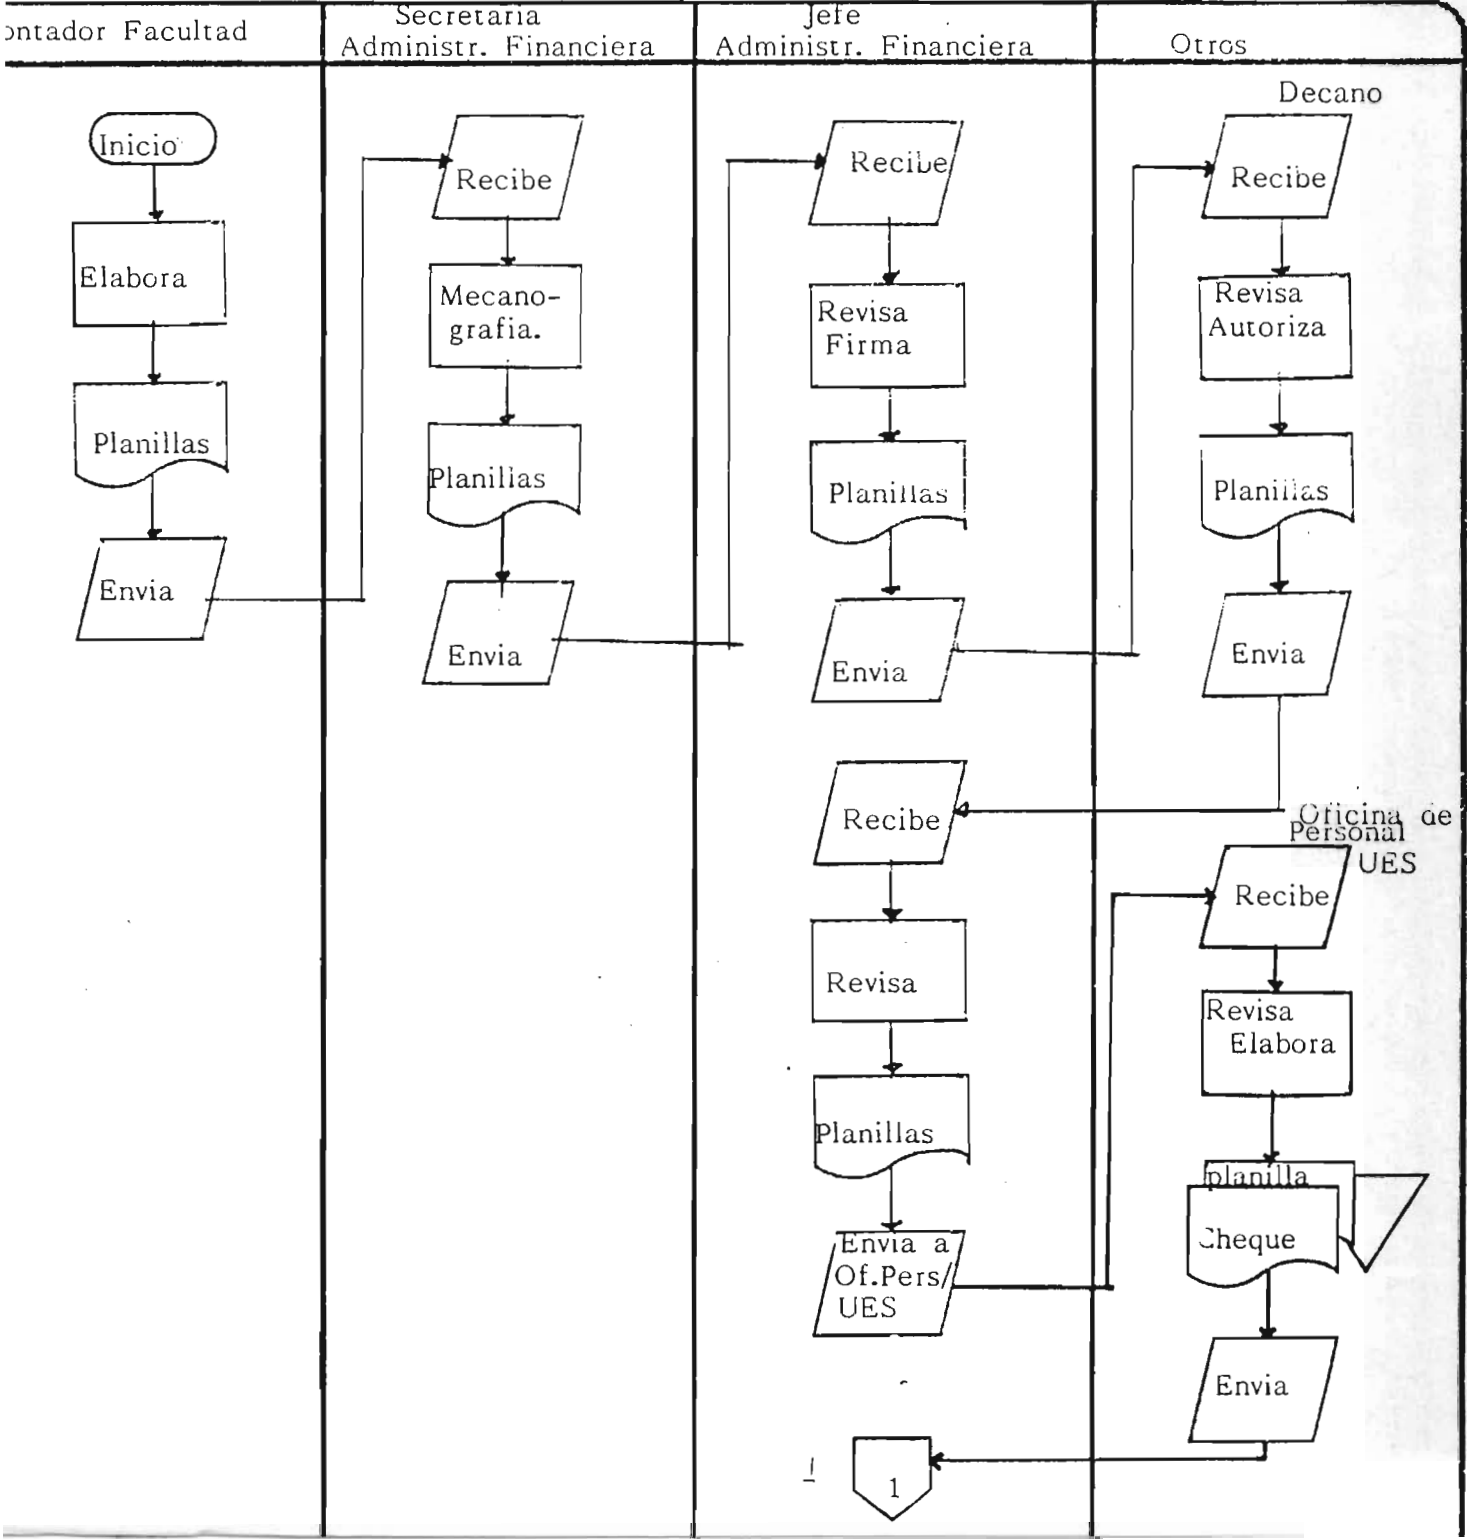 ontador Facultad
Secretaria
Administr. Financiera
Jefe
Administr. Financiera
Otros
Inicio
Elabora
Planillas
Envia
Recibe
Mecano-
grafia.
Planillas
Envia
Recibe
Revisa
Firma
Planillas
Envia
Decano
Recibe
Revisa
Autoriza
Planillas
Envia
Recibe
Revisa
Planillas
Envia a
Of.Pers/
UES
Oficina de
Personal
UES
Recibe
Revisa
Elabora
planilla
Cheque
Envia
1